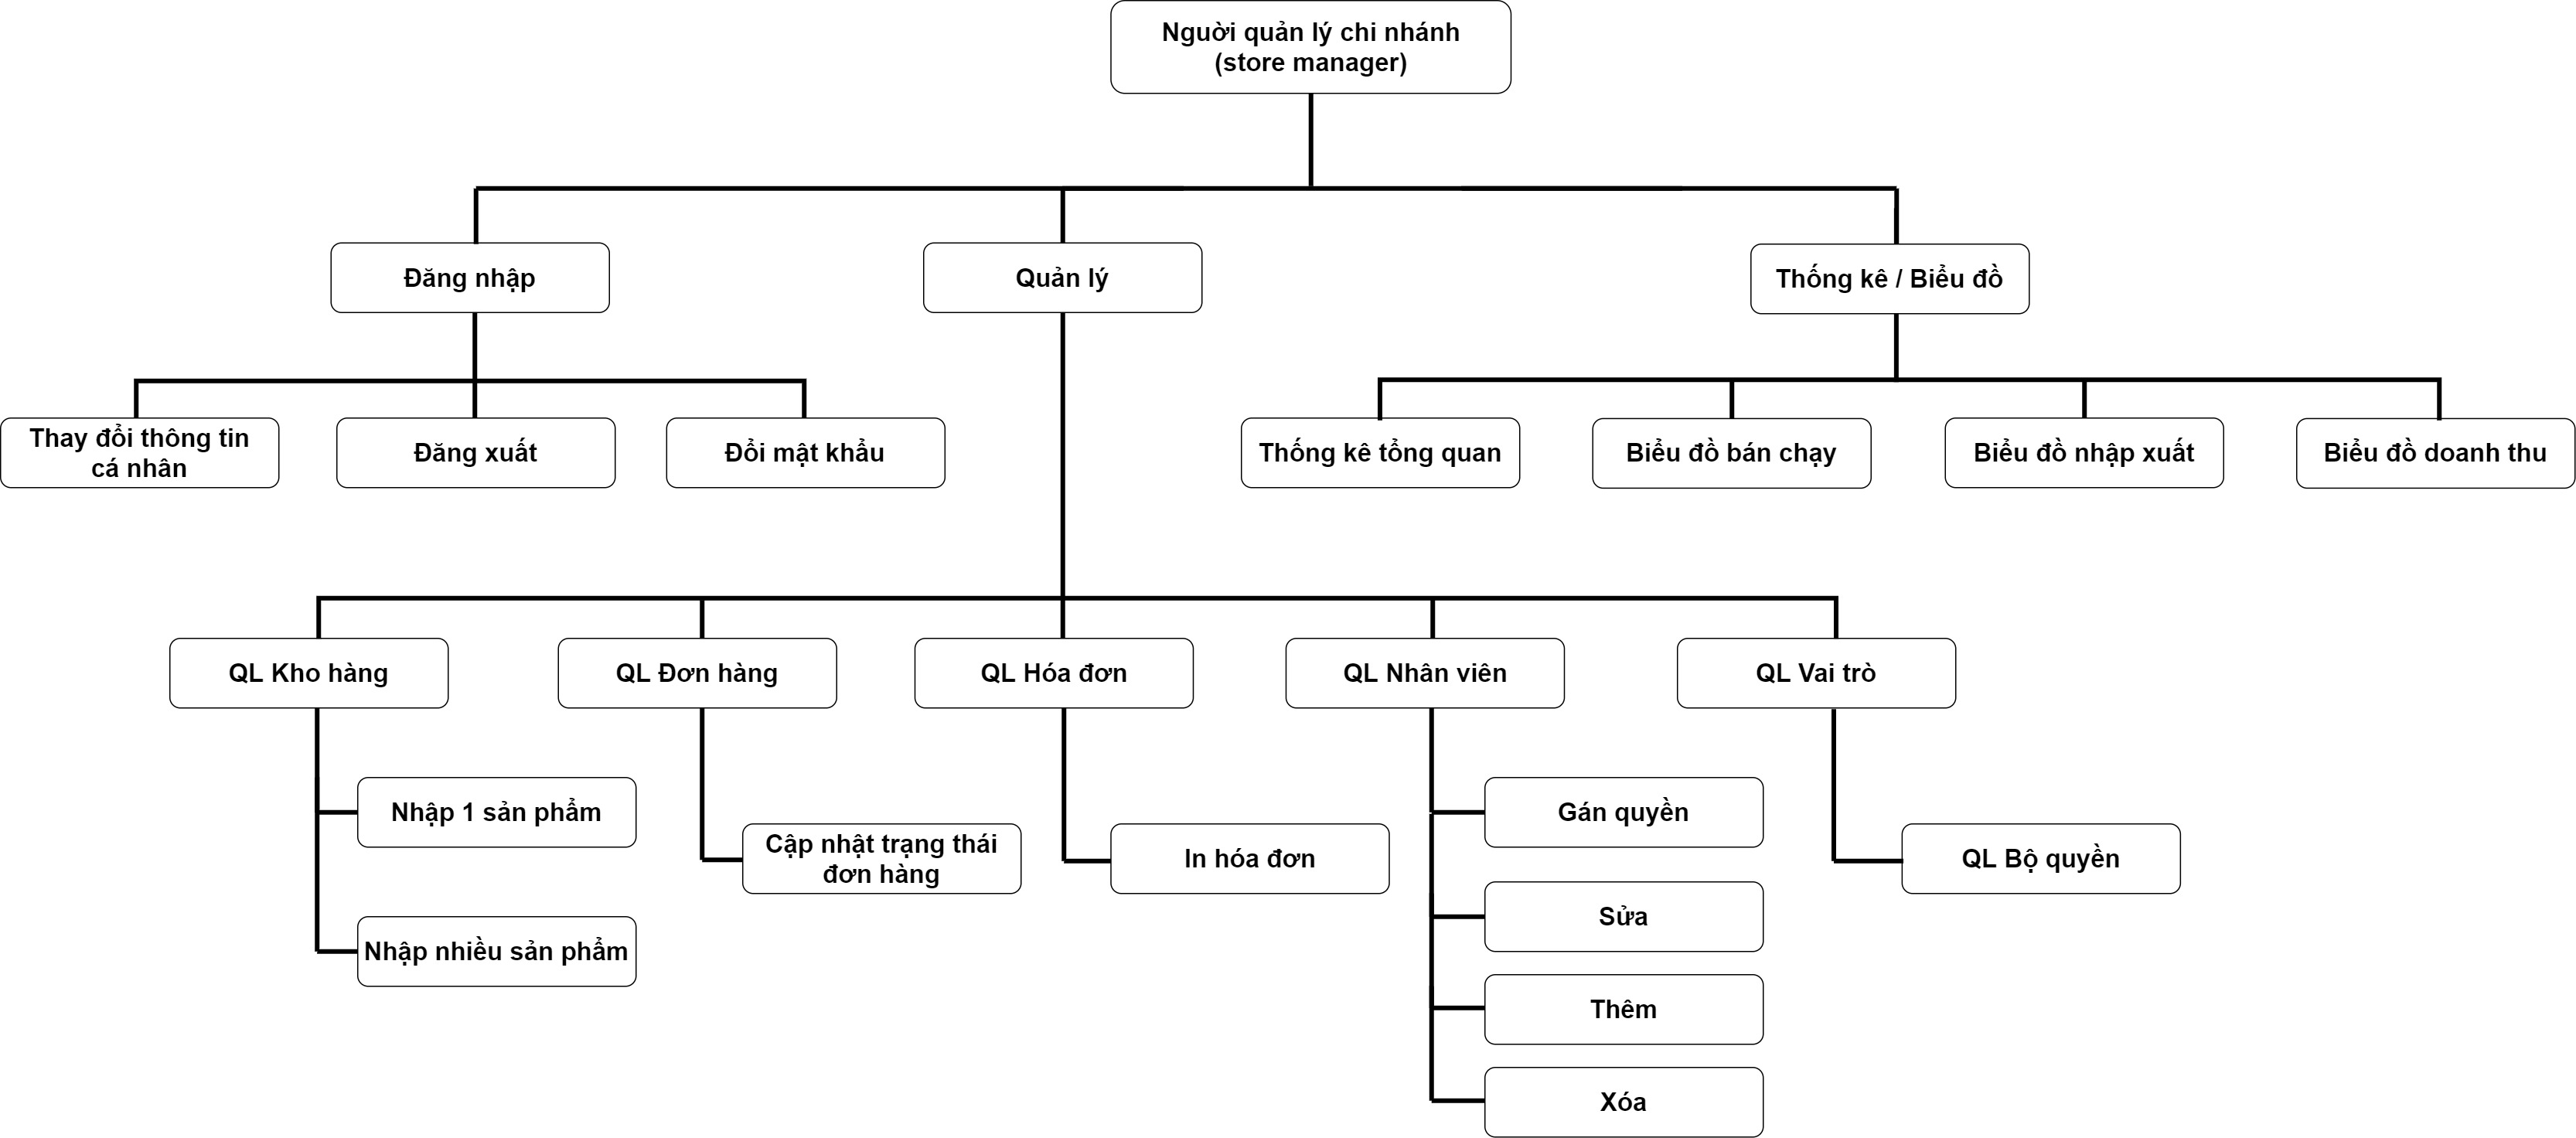 Nguời quản lý chi nhánh
(store manager)
Đăng nhập
Quản lý
Thống kê / Biểu đồ
Thay đổi thông tin
cá nhân
Đăng xuất
Đổi mật khẩu
Thống kê tổng quan
Biểu đồ bán chạy
Biểu đồ nhập xuất
Biểu đồ doanh thu
QL Kho hàng
QL Đơn hàng
QL Hóa đơn
QL Nhân viên
QL Vai trò
Nhập 1 sản phẩm
Nhập nhiều sản phẩm
Cập nhật trạng thái
đơn hàng
In hóa đơn
Gán quyền
Sửa
Thêm
Xóa
QL Bộ quyền